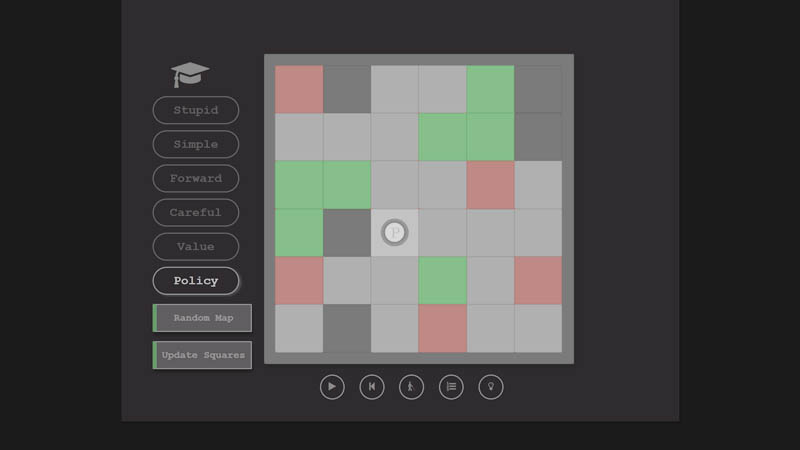 Stupid
Simple
Forward
Careful
Value
Policy
Random Map
Update Squares
P